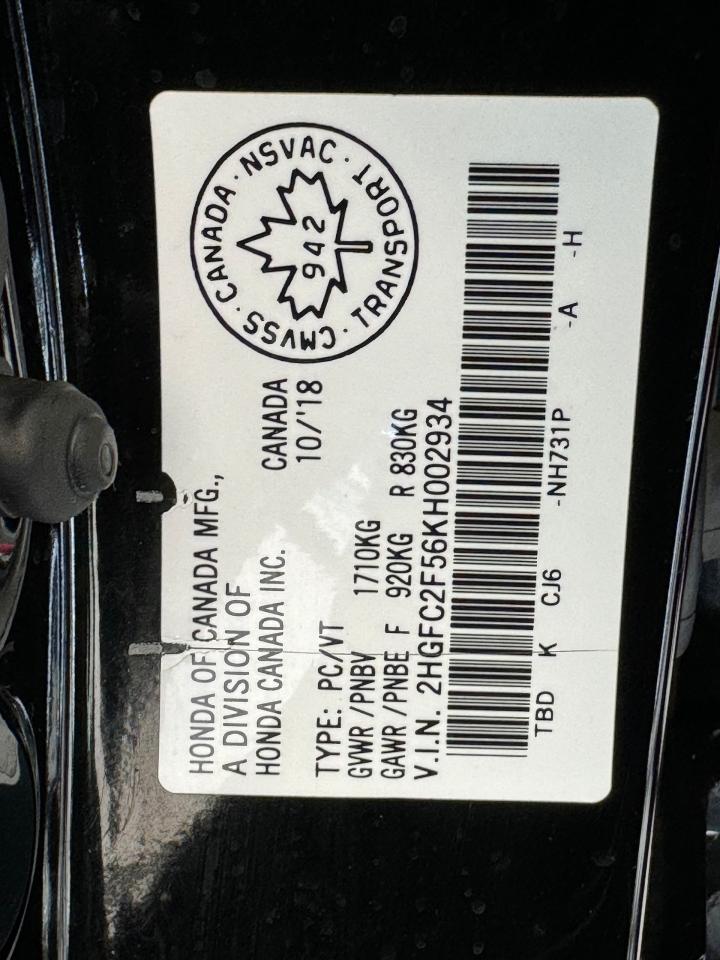 HONDA OF CANADA MFG.,
A DIVISION OF
HONDA CANADA INC.
CANADA
10/'18
CMVSS · CANADA · NSVAC · TRANSPORT ·
942
TYPE: PC/VT
GVWR /PNBV 1710KG
GAWR /PNBE F 920KG R 830KG
V.I.N. 2HGFC2F56KH002934
TBD K CJ6 -NH731P -A -H